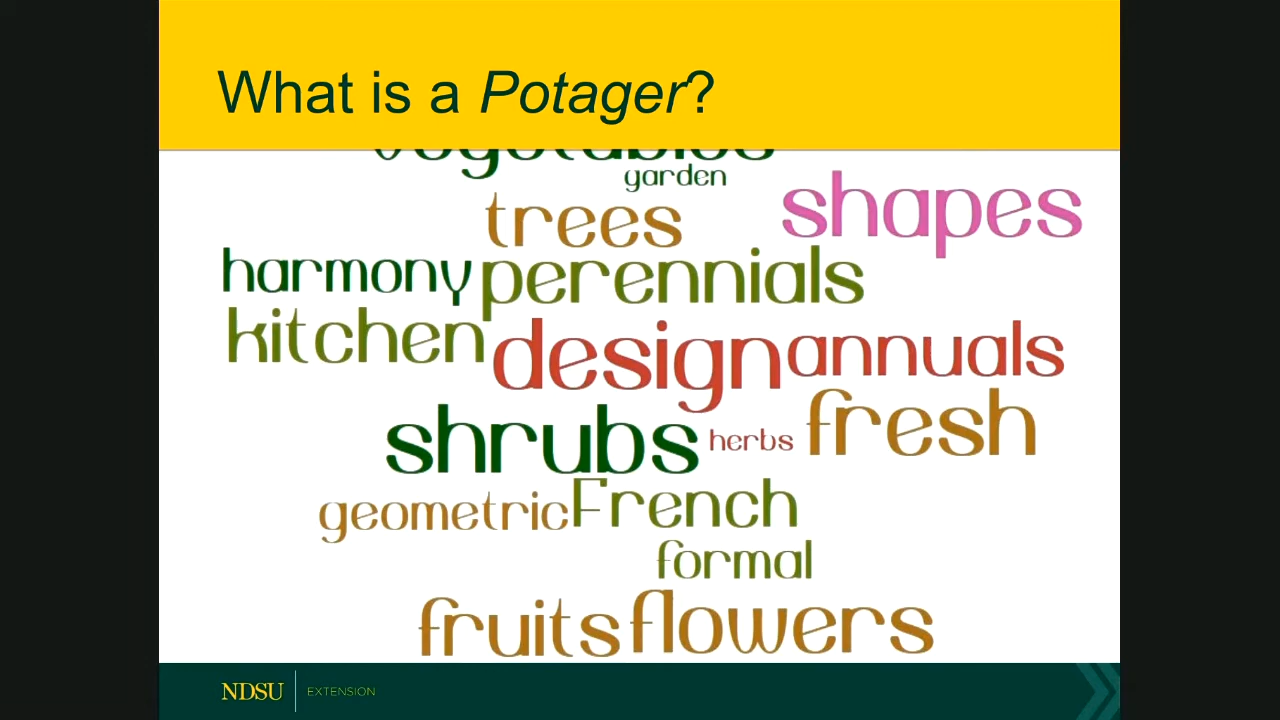 What is a Potager?
vegetables
garden
trees shapes
harmony perennials
kitchen design annuals
shrubs herbs fresh
geometric French
formal
fruits flowers
NDSU EXTENSION